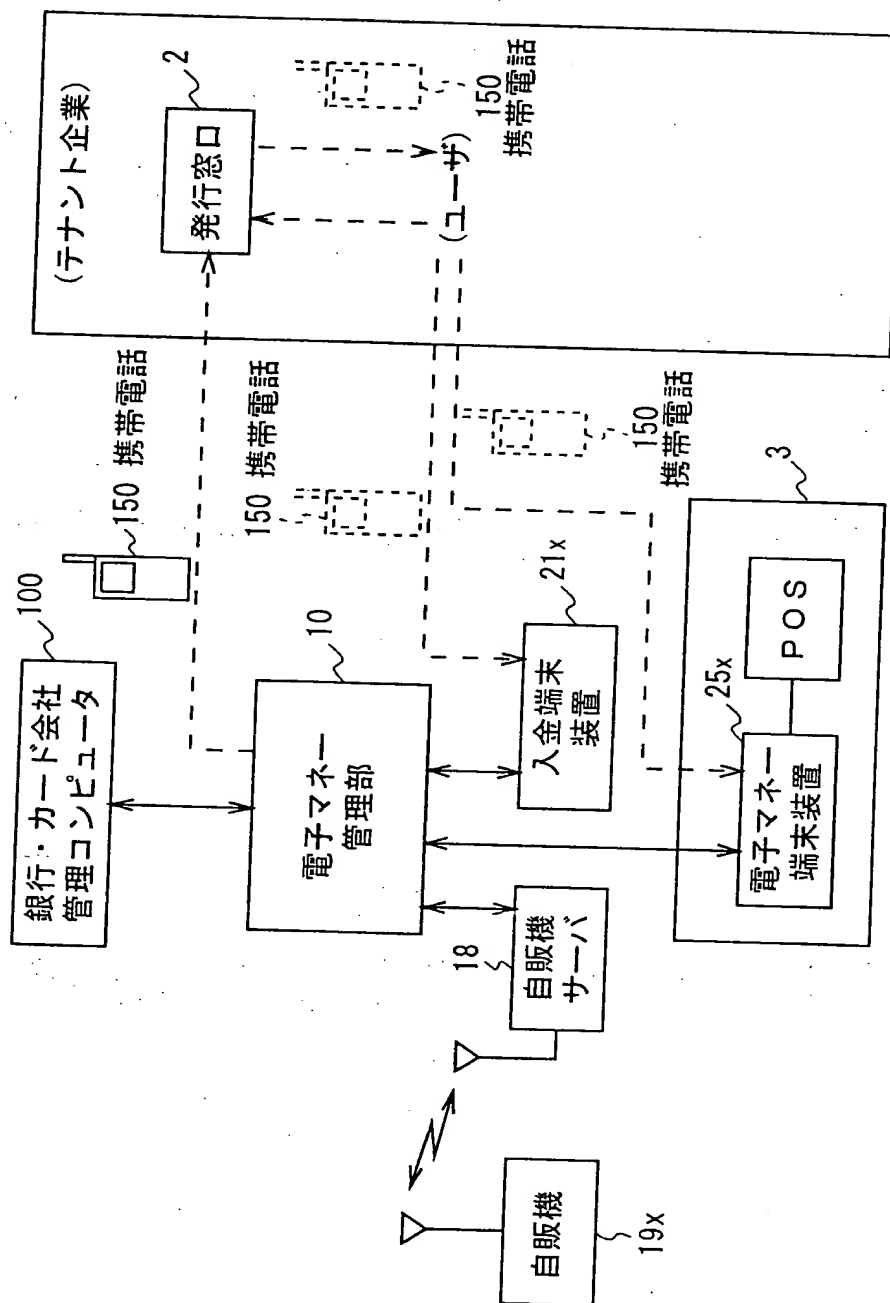 100
銀行・カード会社
管理コンピュータ
150 携帯電話
(テナント企業)
2
発行窓口
150
携帯電話
(ユーザ)
10
電子マネー
管理部
150 携帯電話
150
携帯電話
21x
入金端末
装置
3
25x
電子マネー
端末装置
POS
18
自販機
サーバ
自販機
19x